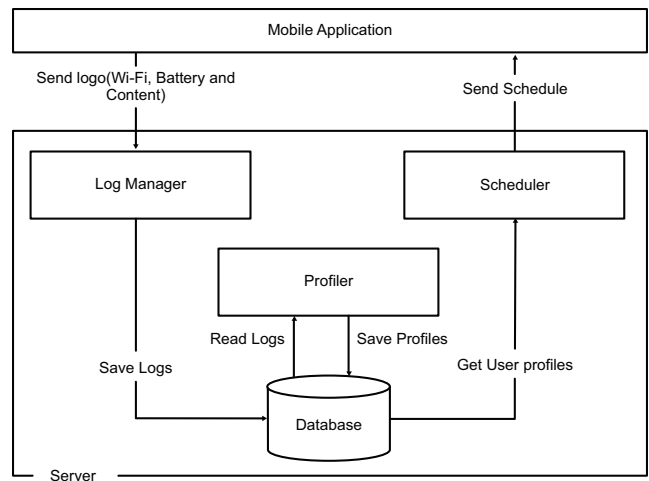 Mobile Application
Send logo(Wi-Fi, Battery and
Content)
Send Schedule
Log Manager
Scheduler
Profiler
Read Logs
Save Profiles
Save Logs
Get User profiles
Database
Server